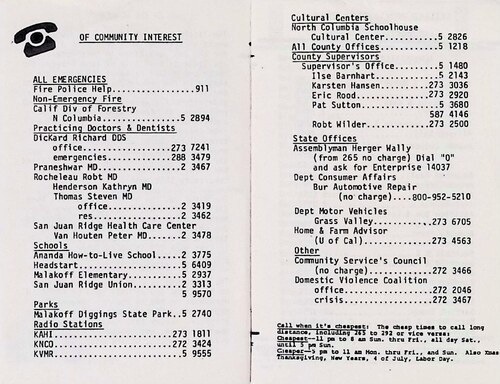 OF COMMUNITY INTEREST
ALL EMERGENCIES
Fire Police Help.................911
Non-Emergency Fire
Calif Div of Forestry
N Columbia.................5 2894
Practicing Doctors & Dentists
DicKard Richard DDS
office.................273 7241
emergencies............288 3479
Praneshwar MD................2 3467
Rocheleau Robt MD
Henderson Kathryn MD
Thomas Steven MD
office..............2 3419
res.................2 3462
San Juan Ridge Health Care Center
Van Houten Peter MD.....2 3478
Schools
Ananda How-to-Live School....2 3775
Headstart....................5 6409
Malakoff Elementary..........5 2937
San Juan Ridge Union.........2 3313
5 9570
Parks
Malakoff Diggings State Park..5 2740
Radio Stations
KAHI.......................273 1811
KNCO.......................272 3424
KVMR.........................5 9555
Cultural Centers
North Columbia Schoolhouse
Cultural Center..........5 2826
All County Offices...........5 1218
County Supervisors
Supervisor's Office........5 1480
Ilse Barnhart............5 2143
Karsten Hansen.........273 3036
Eric Rood..............273 2920
Pat Sutton...............5 3680
587 4146
Robt Wilder............273 2500
State Offices
Assemblyman Herger Wally
(from 265 no charge) Dial "0"
and ask for Enterprise 14037
Dept Consumer Affairs
Bur Automotive Repair
(no charge)....800-952-5210
Dept Motor Vehicles
Grass Valley............273 6705
Home & Farm Advisor
(U of Cal)..............273 4563
Other
Community Service's Council
(no charge).............272 3466
Domestic Violence Coalition
office..................272 2046
crisis..................272 3467
Call when it's cheapest: The cheap times to call long
distance, including 265 to 292 or vice versa:
Cheapest--11 pm to 8 am Sun. thru Fri., all day Sat.,
until 5 pm Sun.
Cheaper--5 pm to 11 am Mon. thru Fri., and Sun. Also Xmas
Thanksgiving, New Years, 4 of July, Labor Day.